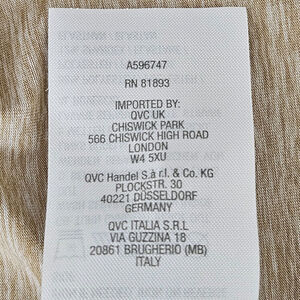 A596747
RN 81893
IMPORTED BY:
QVC UK
CHISWICK PARK
566 CHISWICK HIGH ROAD
LONDON
W4 5XU
QVC Handel S.à r.l. & Co. KG
PLOCKSTR. 30
40221 DÜSSELDORF
GERMANY
QVC ITALIA S.R.L
VIA GUZZINA 18
20861 BRUGHERIO (MB)
ITALY